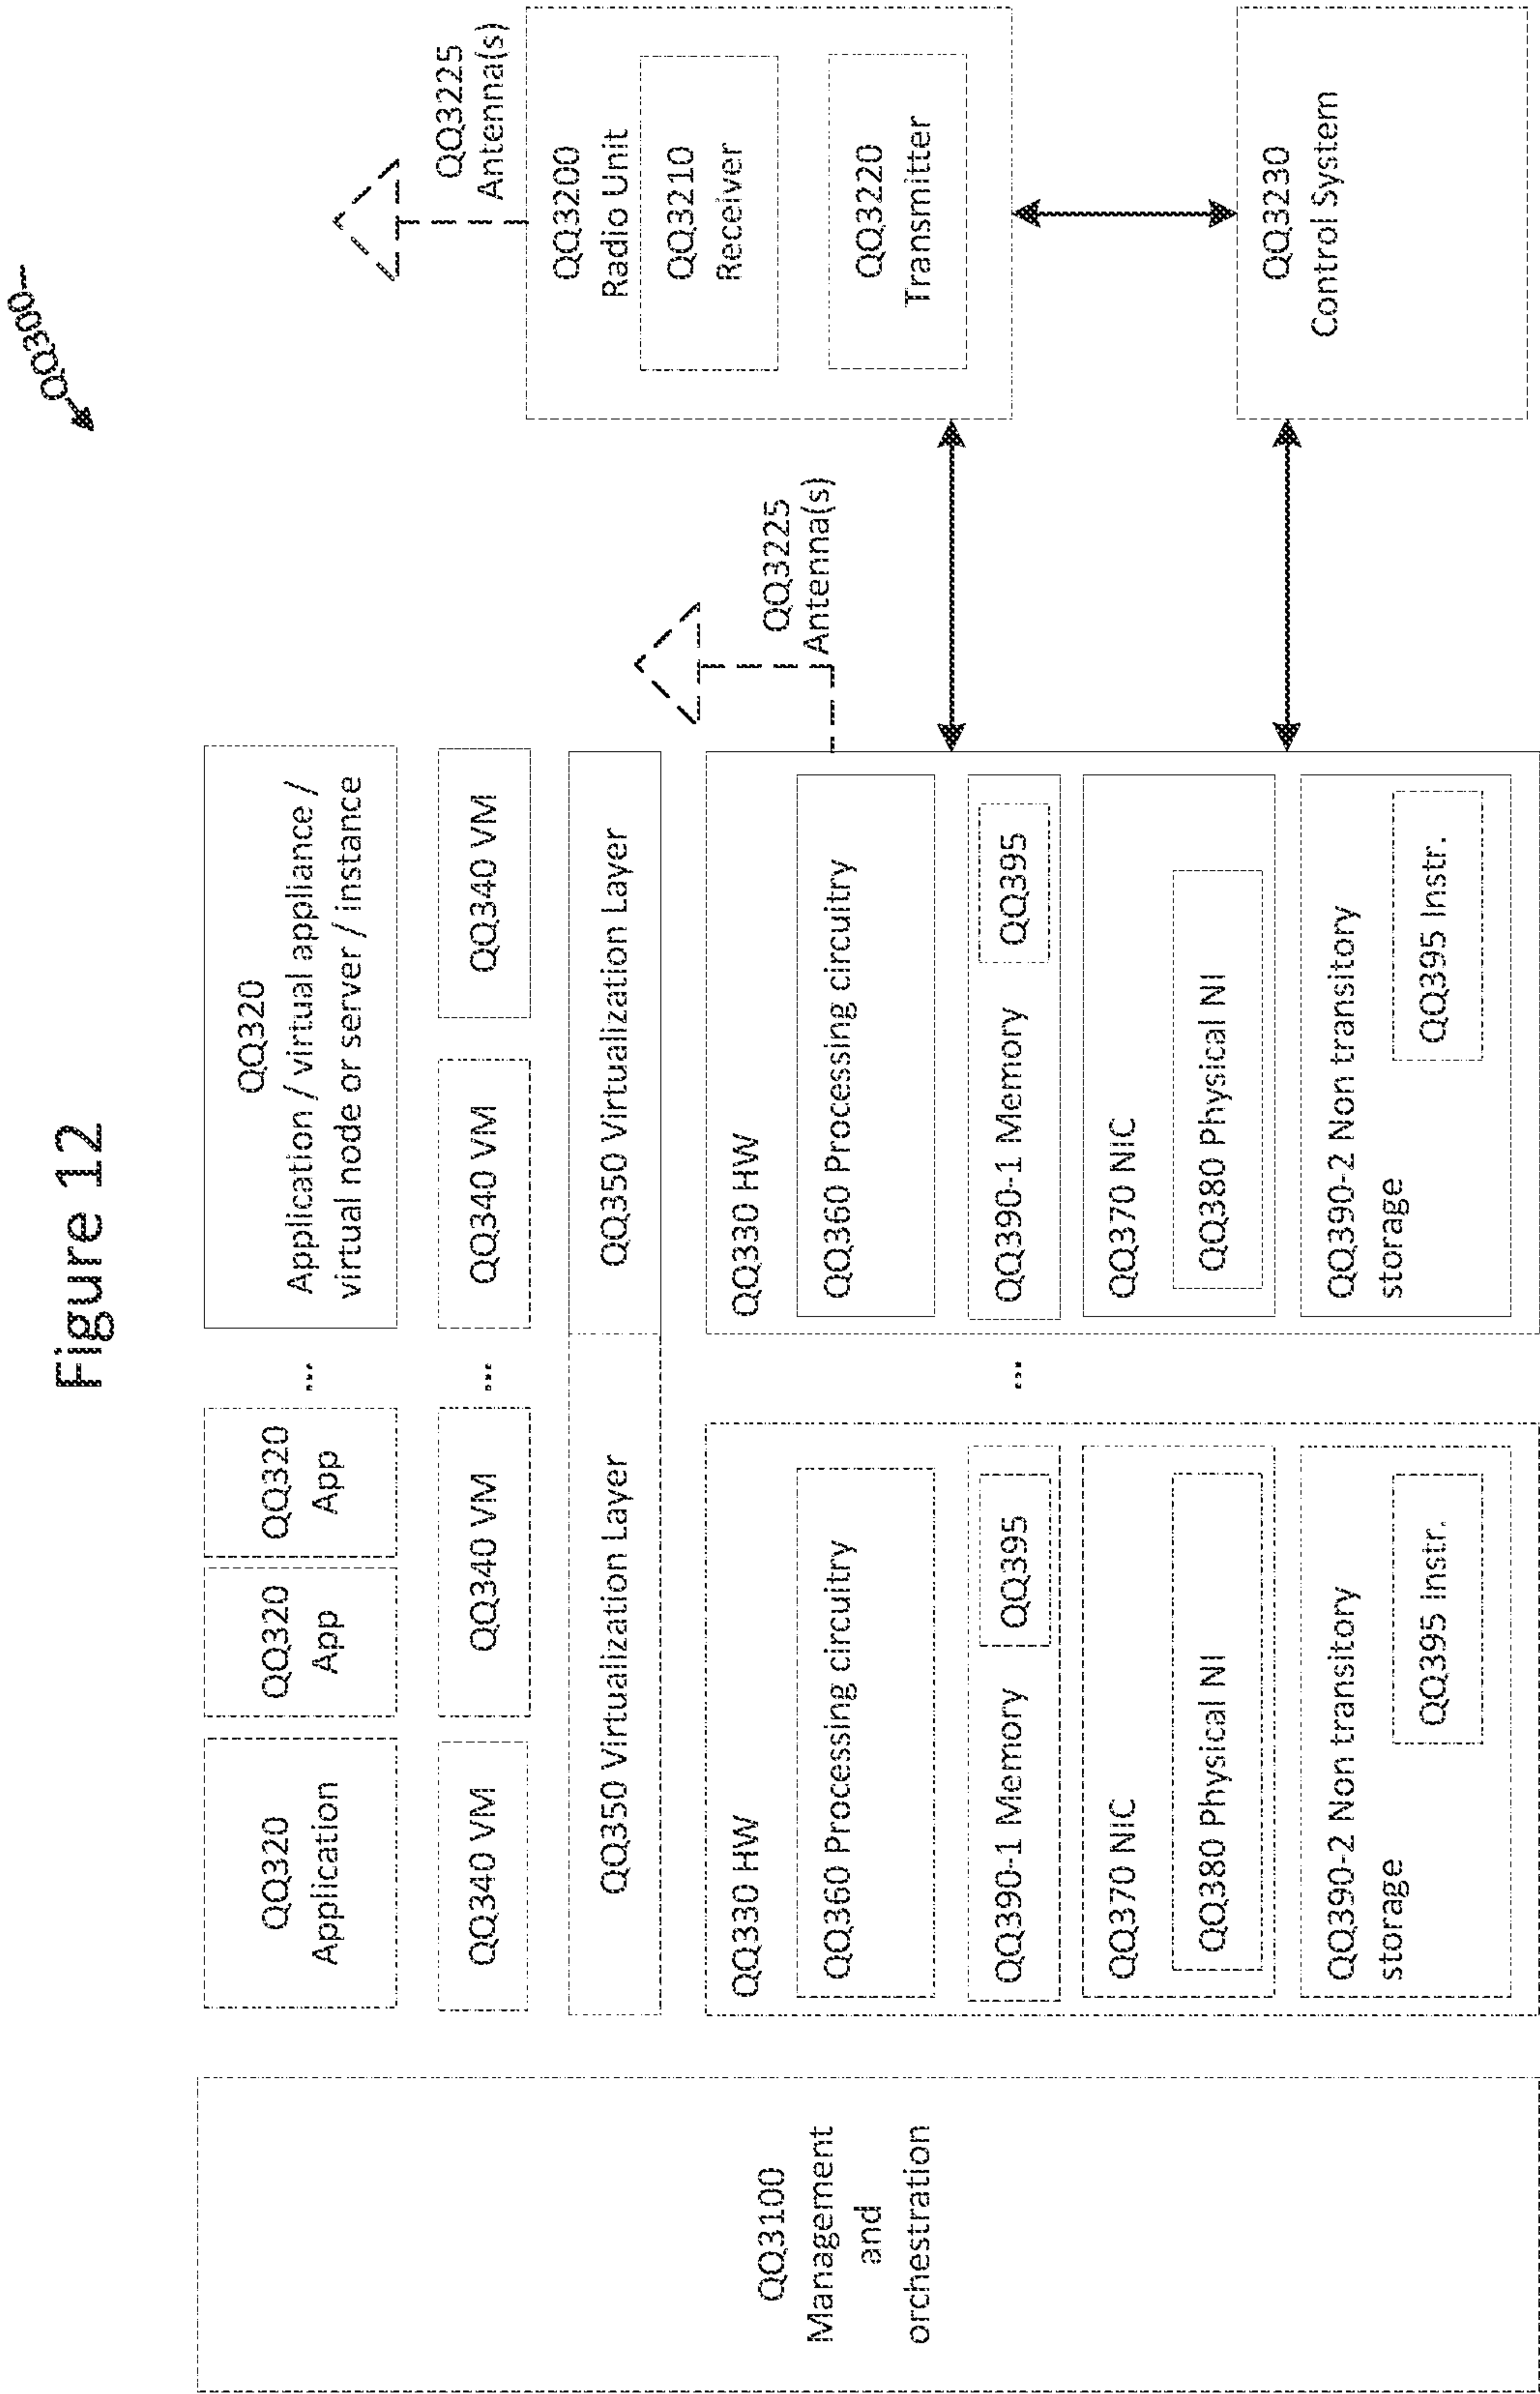 Figure 12
QQ300
QQ3100
Management
and
orchestration
QQ320
Application
QQ320
App
QQ320
App
...
QQ320
Application / virtual appliance /
virtual node or server / instance
QQ340 VM
QQ340 VM
...
QQ340 VM
QQ340 VM
QQ350 Virtualization Layer
QQ350 Virtualization Layer
QQ330 HW
QQ360 Processing circuitry
QQ390-1 Memory
QQ395
QQ370 NIC
QQ380 Physical NI
QQ390-2 Non transitory
storage
QQ395 Instr.
...
QQ330 HW
QQ360 Processing circuitry
QQ390-1 Memory
QQ395
QQ370 NIC
QQ380 Physical NI
QQ390-2 Non transitory
storage
QQ395 Instr.
QQ3225
Antenna(s)
QQ3225
Antenna(s)
QQ3200
Radio Unit
QQ3210
Receiver
QQ3220
Transmitter
QQ3230
Control System